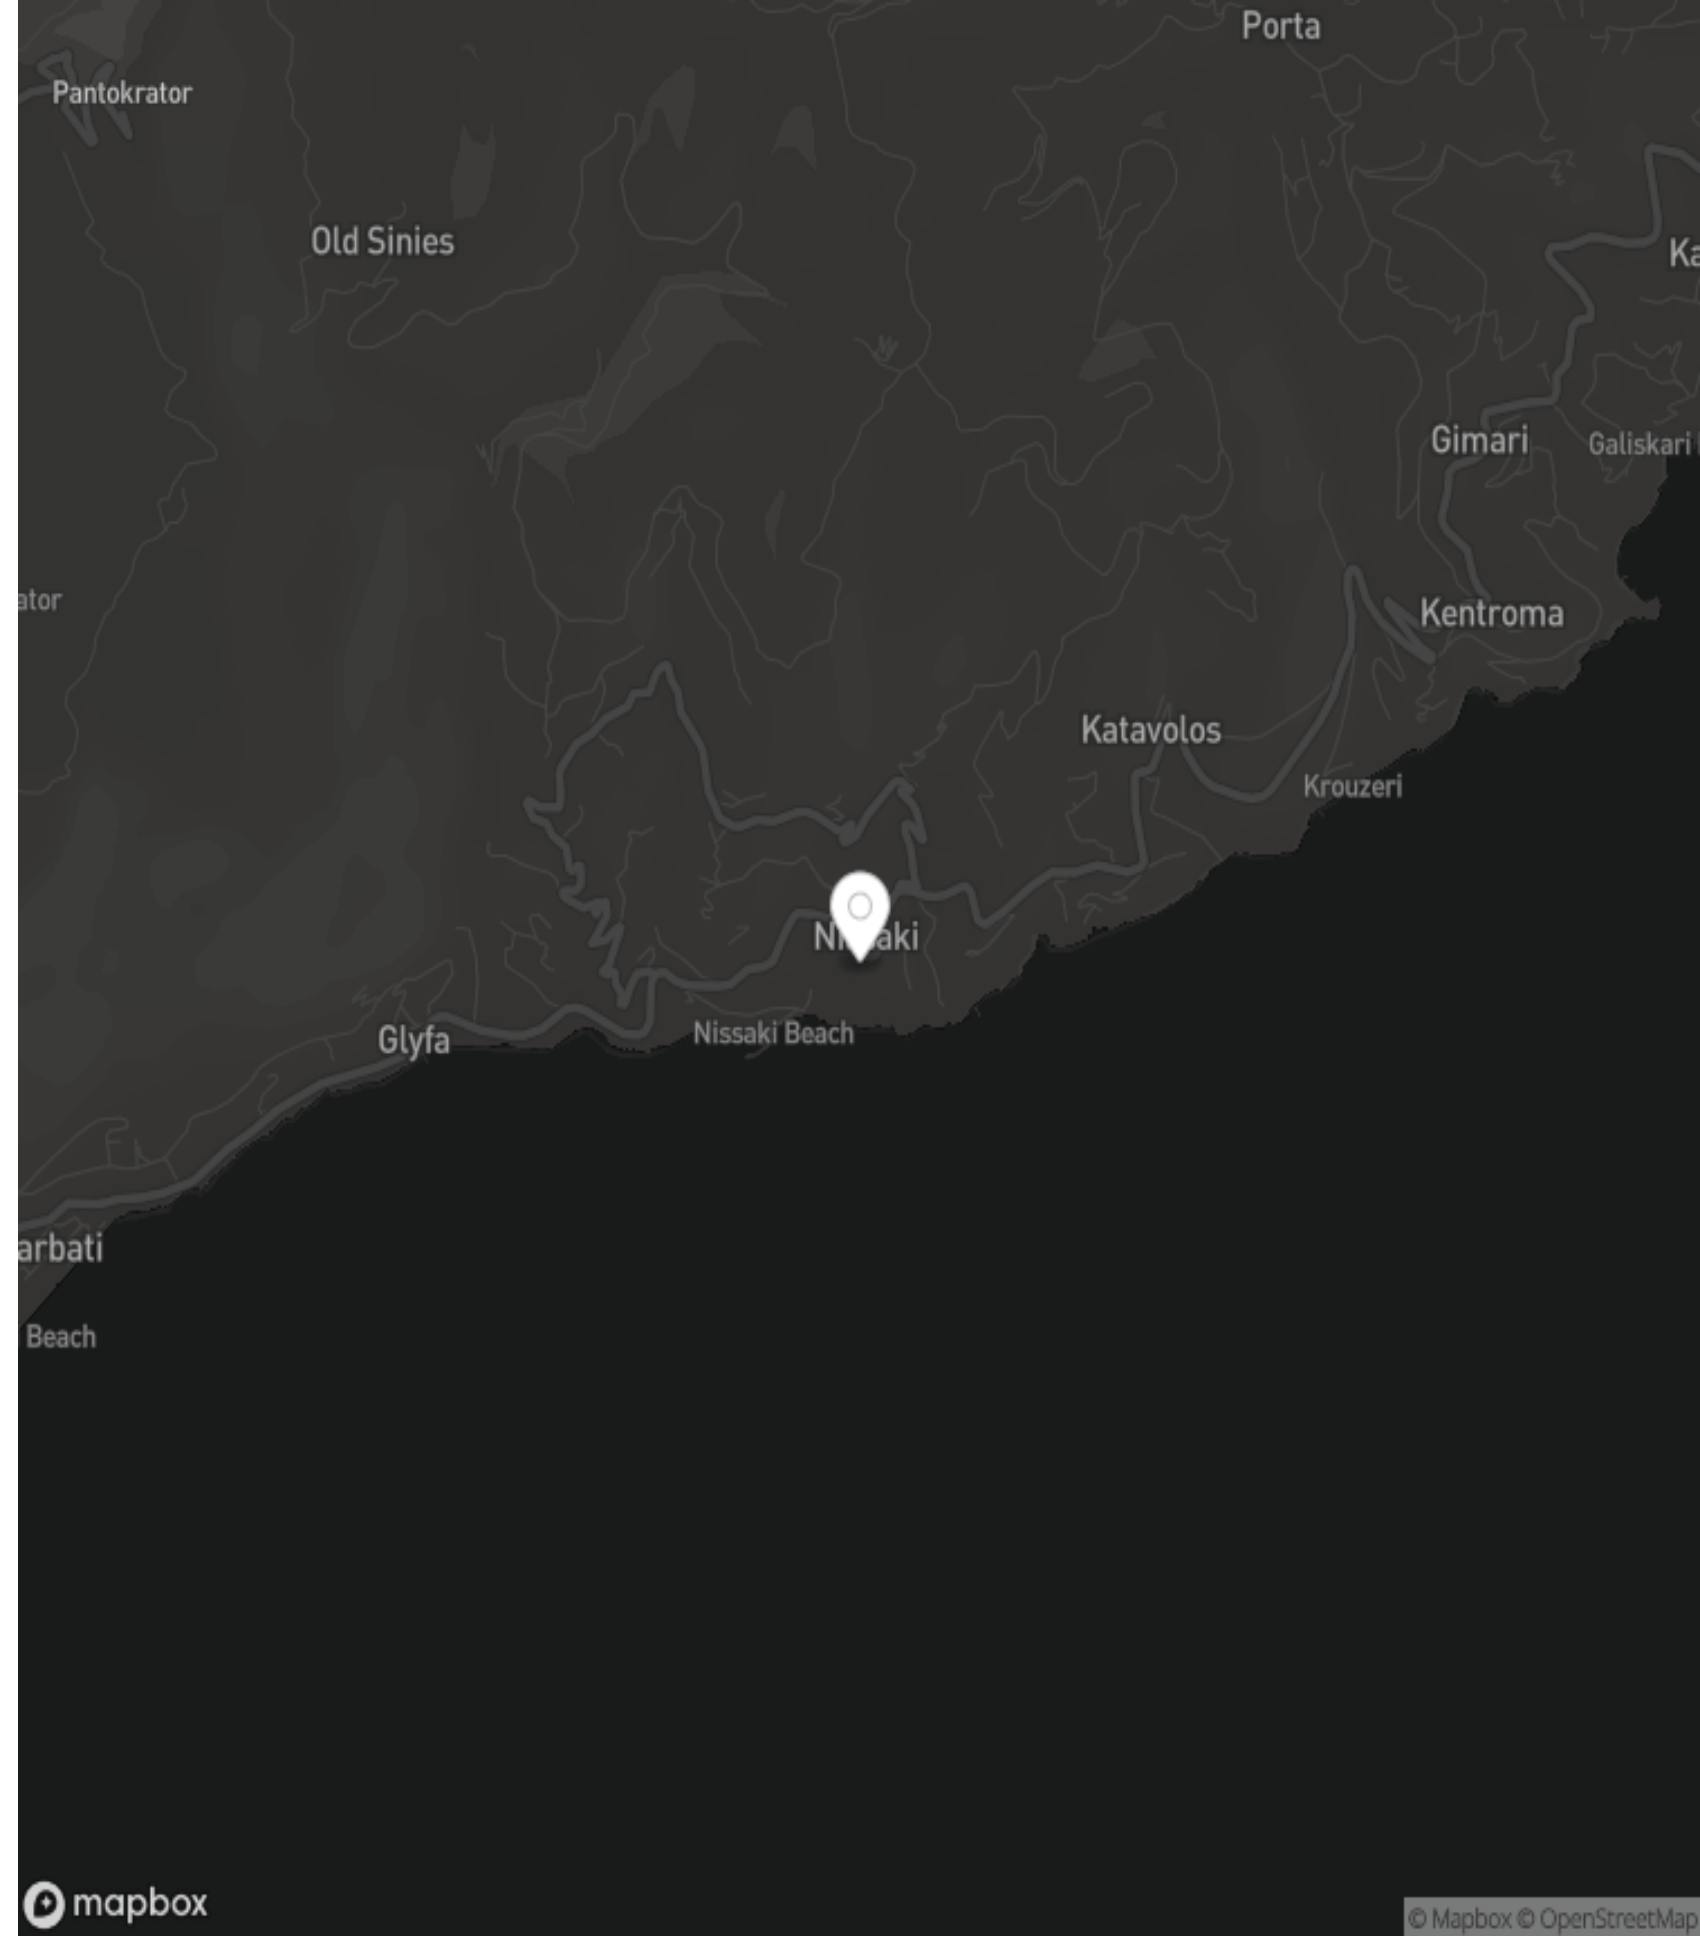 Porta
Pantokrator
Old Sinies
Ka
Gimari
Galiskari
ator
Kentroma
Katavolos
Krouzeri
Nissaki
Nissaki Beach
Glyfa
arbati
Beach
mapbox
© Mapbox © OpenStreetMap